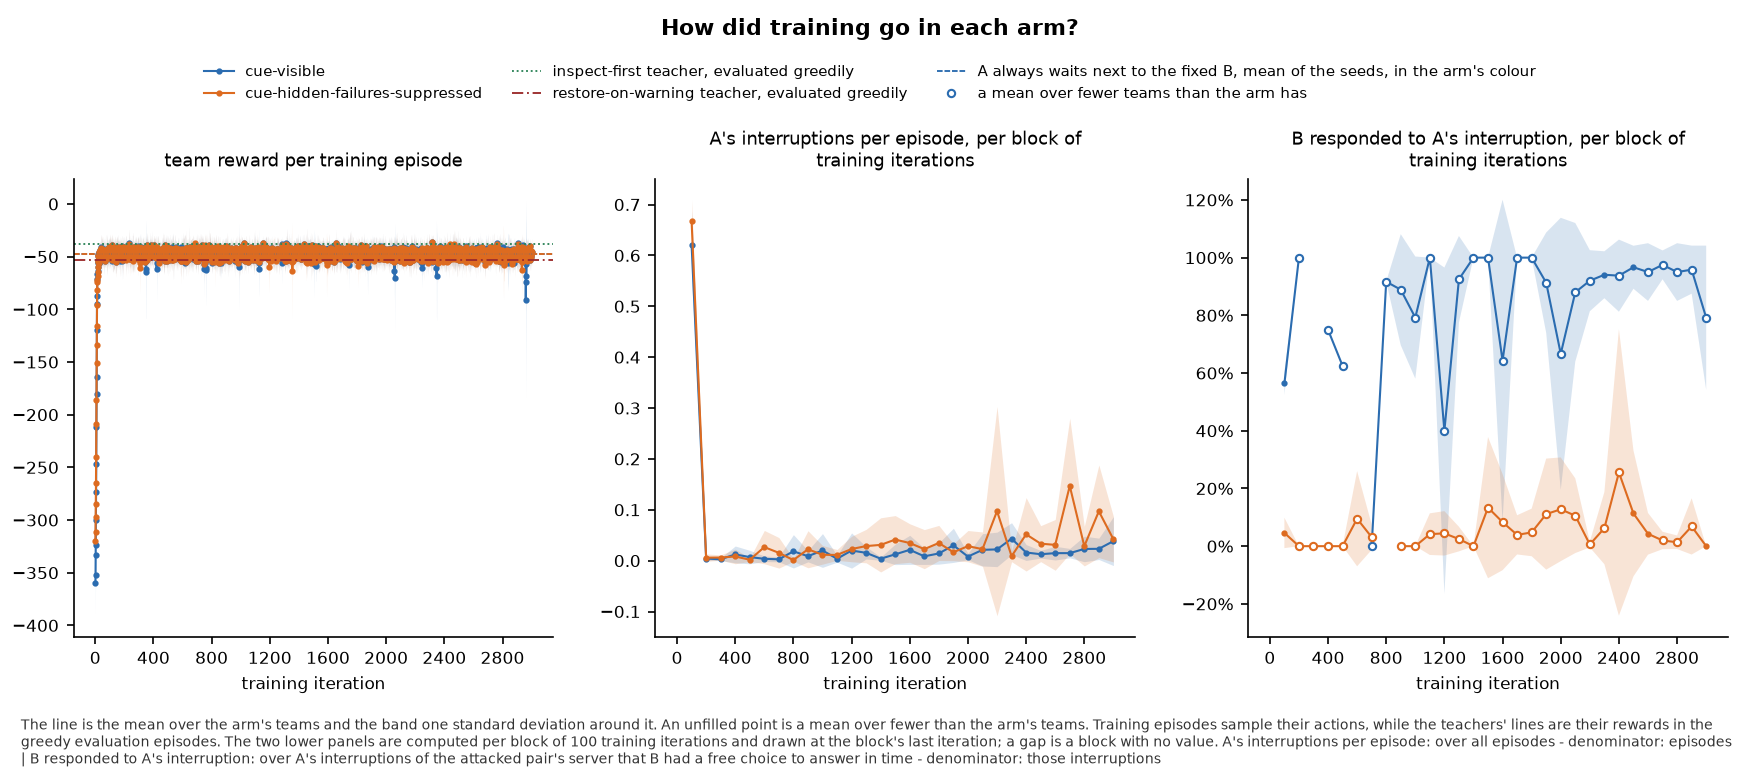 How did training go in each arm?
cue-visible
cue-hidden-failures-suppressed
inspect-first teacher, evaluated greedily
restore-on-warning teacher, evaluated greedily
A always waits next to the fixed B, mean of the seeds, in the arm's colour
a mean over fewer teams than the arm has
team reward per training episode
0
−50
−100
−150
−200
−250
−300
−350
−400
0 400 800 1200 1600 2000 2400 2800
training iteration
A's interruptions per episode, per block of
training iterations
0.7
0.6
0.5
0.4
0.3
0.2
0.1
0.0
−0.1
0 400 800 1200 1600 2000 2400 2800
training iteration
B responded to A's interruption, per block of
training iterations
120%
100%
80%
60%
40%
20%
0%
−20%
0 400 800 1200 1600 2000 2400 2800
training iteration
The line is the mean over the arm's teams and the band one standard deviation around it. An unfilled point is a mean over fewer than the arm's teams. Training episodes sample their actions, while the teachers' lines are their rewards in the
greedy evaluation episodes. The two lower panels are computed per block of 100 training iterations and drawn at the block's last iteration; a gap is a block with no value. A's interruptions per episode: over all episodes - denominator: episodes
| B responded to A's interruption: over A's interruptions of the attacked pair's server that B had a free choice to answer in time - denominator: those interruptions